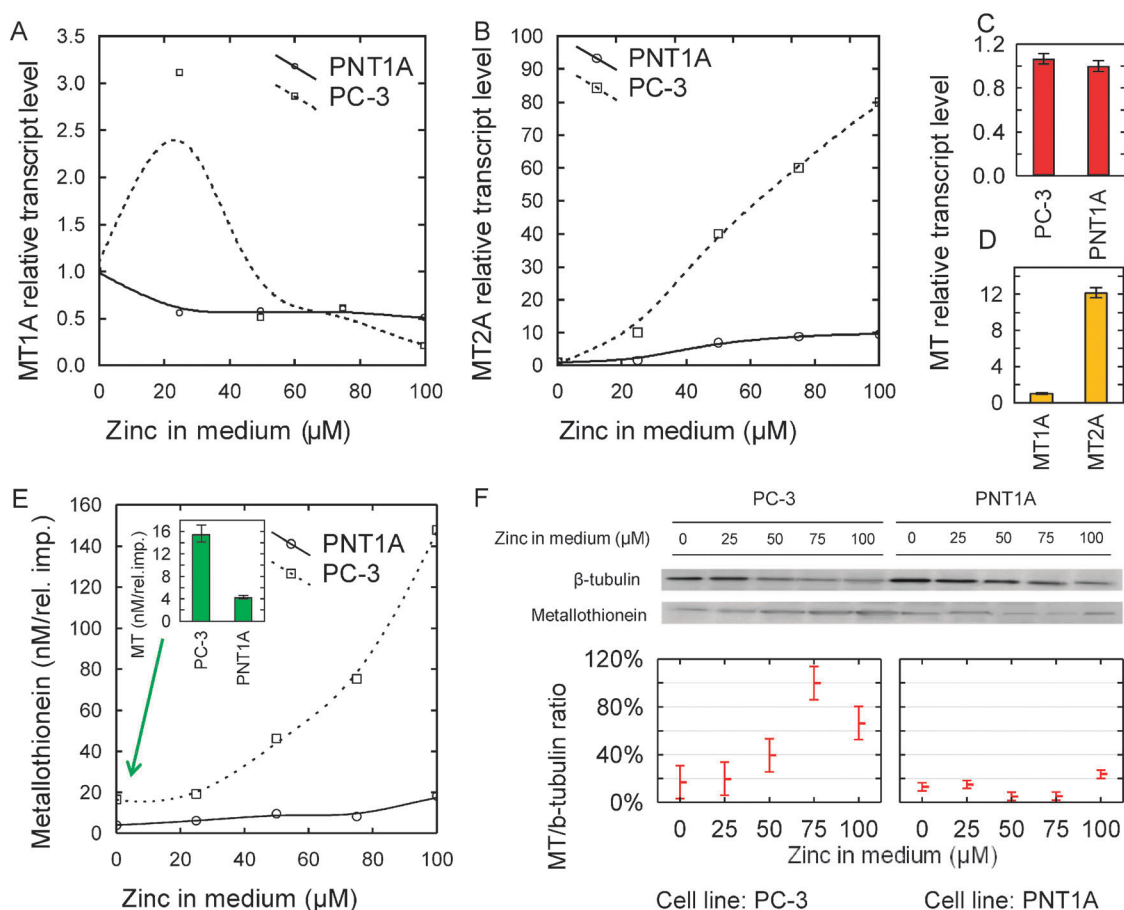 A
MT1A relative transcript level
3.5
3.0
2.5
2.0
1.5
1.0
0.5
0.0
PNT1A
PC-3
0 20 40 60 80 100
Zinc in medium (µM)
B
MT2A relative transcript level
100
90
80
70
60
50
40
30
20
10
0
PNT1A
PC-3
0 20 40 60 80 100
Zinc in medium (µM)
C
MT relative transcript level
1.2
0.8
0.4
0.0
PC-3
PNT1A
D
12
8
4
0
MT1A
MT2A
E
Metallothionein (nM/rel. imp.)
160
140
120
100
80
60
40
20
0
MT (nM/rel.imp.)
16
12
8
4
0
PC-3
PNT1A
PNT1A
PC-3
0 20 40 60 80 100
Zinc in medium (µM)
F
PC-3 PNT1A
Zinc in medium (µM) 0 25 50 75 100 0 25 50 75 100
β-tubulin
Metallothionein
MT/b-tubulin ratio
120%
80%
40%
0%
0 25 50 75 100 0 25 50 75 100
Zinc in medium (µM)
Cell line: PC-3 Cell line: PNT1A